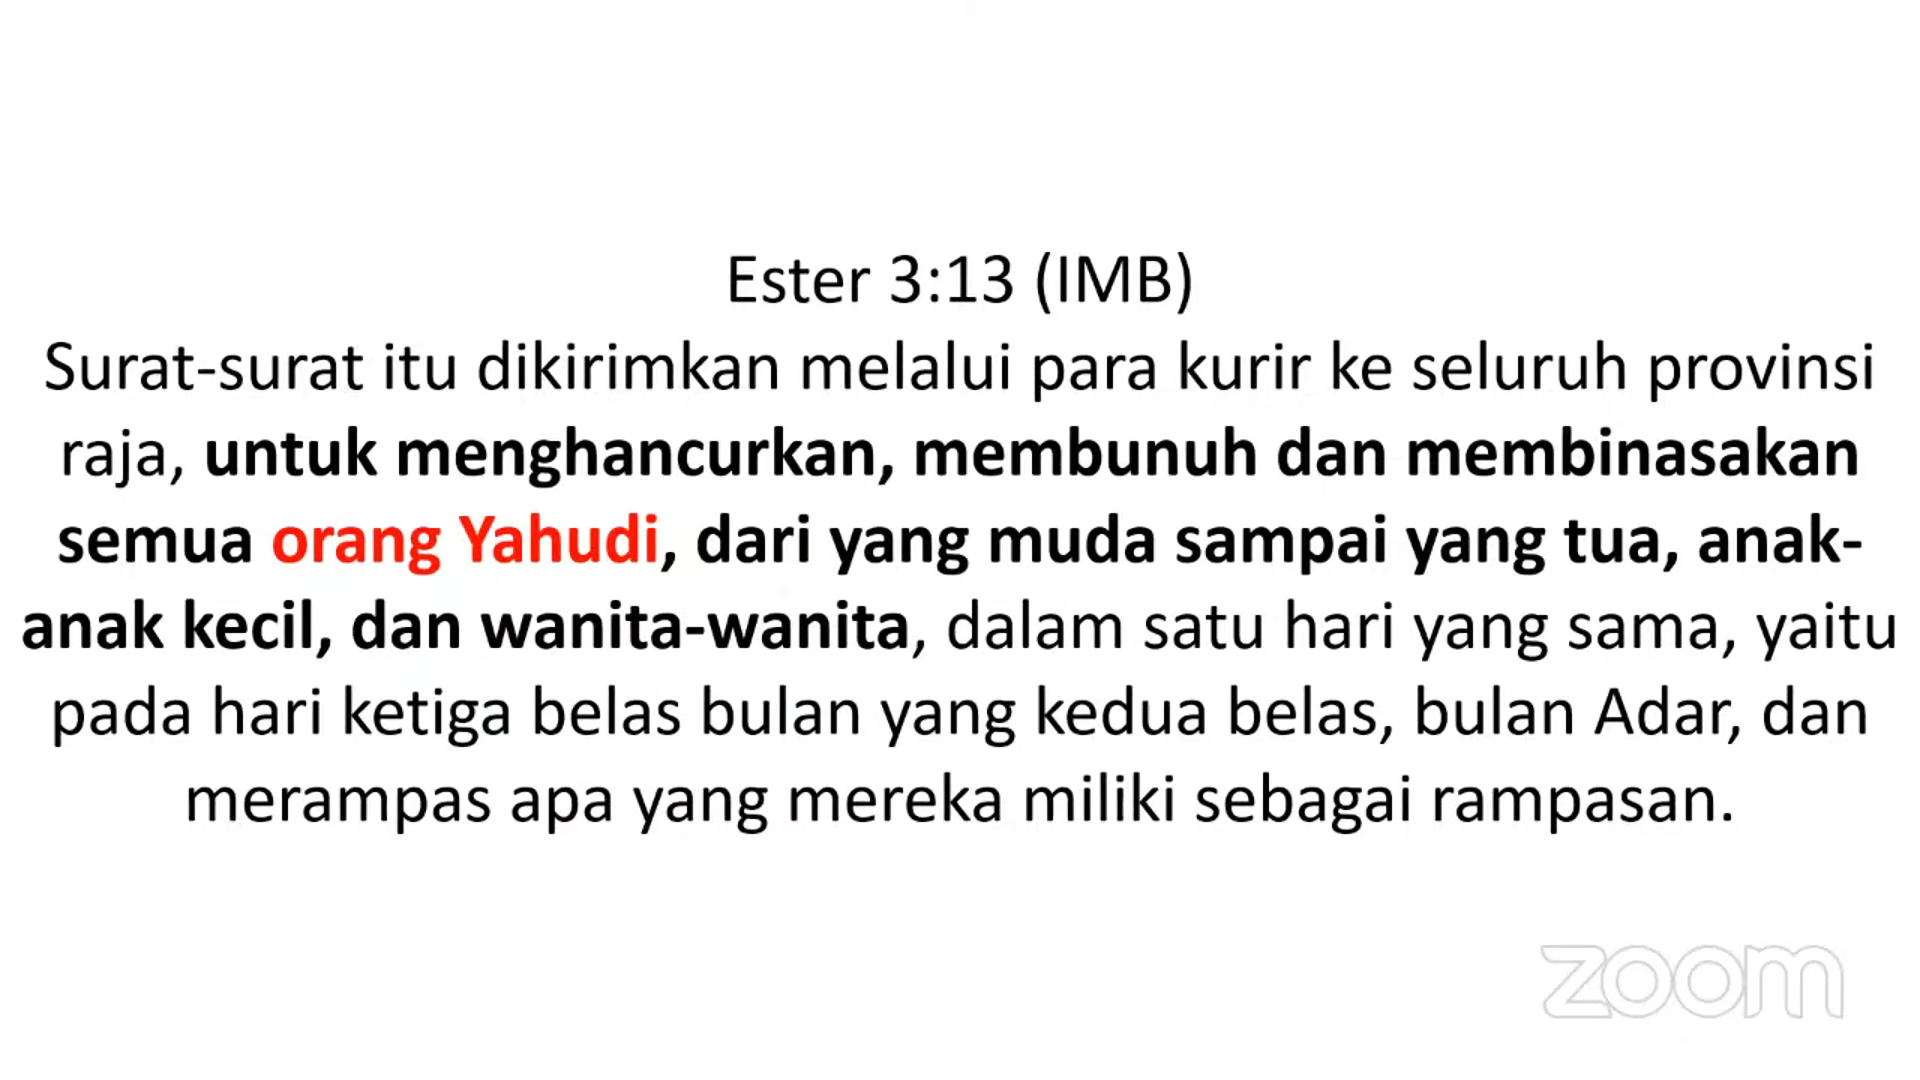 Ester 3:13 (IMB)
Surat-surat itu dikirimkan melalui para kurir ke seluruh provinsi
raja, untuk menghancurkan, membunuh dan membinasakan
semua orang Yahudi, dari yang muda sampai yang tua, anak-
anak kecil, dan wanita-wanita, dalam satu hari yang sama, yaitu
pada hari ketiga belas bulan yang kedua belas, bulan Adar, dan
merampas apa yang mereka miliki sebagai rampasan.
zoom